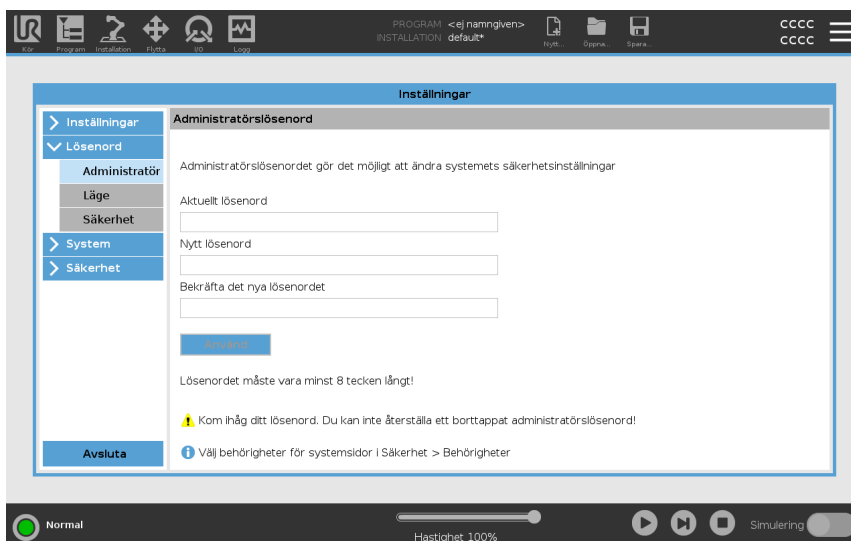 PROGRAM <ej namngiven>
INSTALLATION default*
CCCC
CCCC
Kör
Program
Installation
Flytta
I/O
Logg
Nytt...
Öppna...
Spara...
Inställningar
Inställningar
Lösenord
Administratör
Läge
Säkerhet
System
Säkerhet
Avsluta
Administratörslösenord
Administratörslösenordet gör det möjligt att ändra systemets säkerhetsinställningar
Aktuellt lösenord
Nytt lösenord
Bekräfta det nya lösenordet
Använd
Lösenordet måste vara minst 8 tecken långt!
Kom ihåg ditt lösenord. Du kan inte återställa ett borttappat administratörslösenord!
Välj behörigheter för systemsidor i Säkerhet > Behörigheter
Normal
Hastighet 100%
Simulering